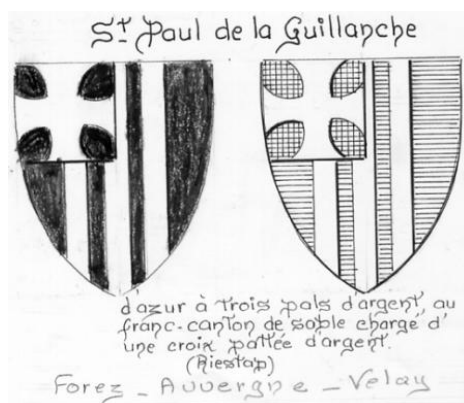 St Paul de la Guillanche
d'azur à trois pals d'argent, au
franc-canton de sable chargé d'
une croix pattée d'argent.
(Riestap)
Forez - Auvergne - Velay